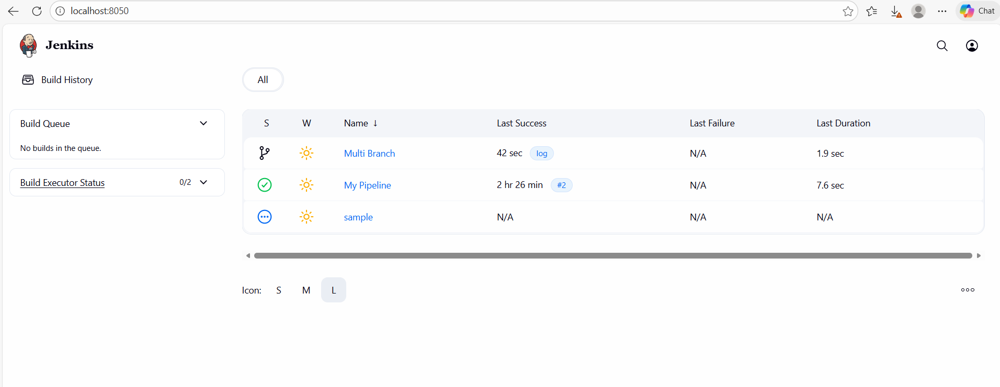 localhost:8050
Chat
Jenkins
Build History
All
Build Queue
No builds in the queue.
Build Executor Status 0/2
S W Name ↓ Last Success Last Failure Last Duration
Multi Branch 42 sec log N/A 1.9 sec
My Pipeline 2 hr 26 min #2 N/A 7.6 sec
sample N/A N/A N/A
Icon: S M L